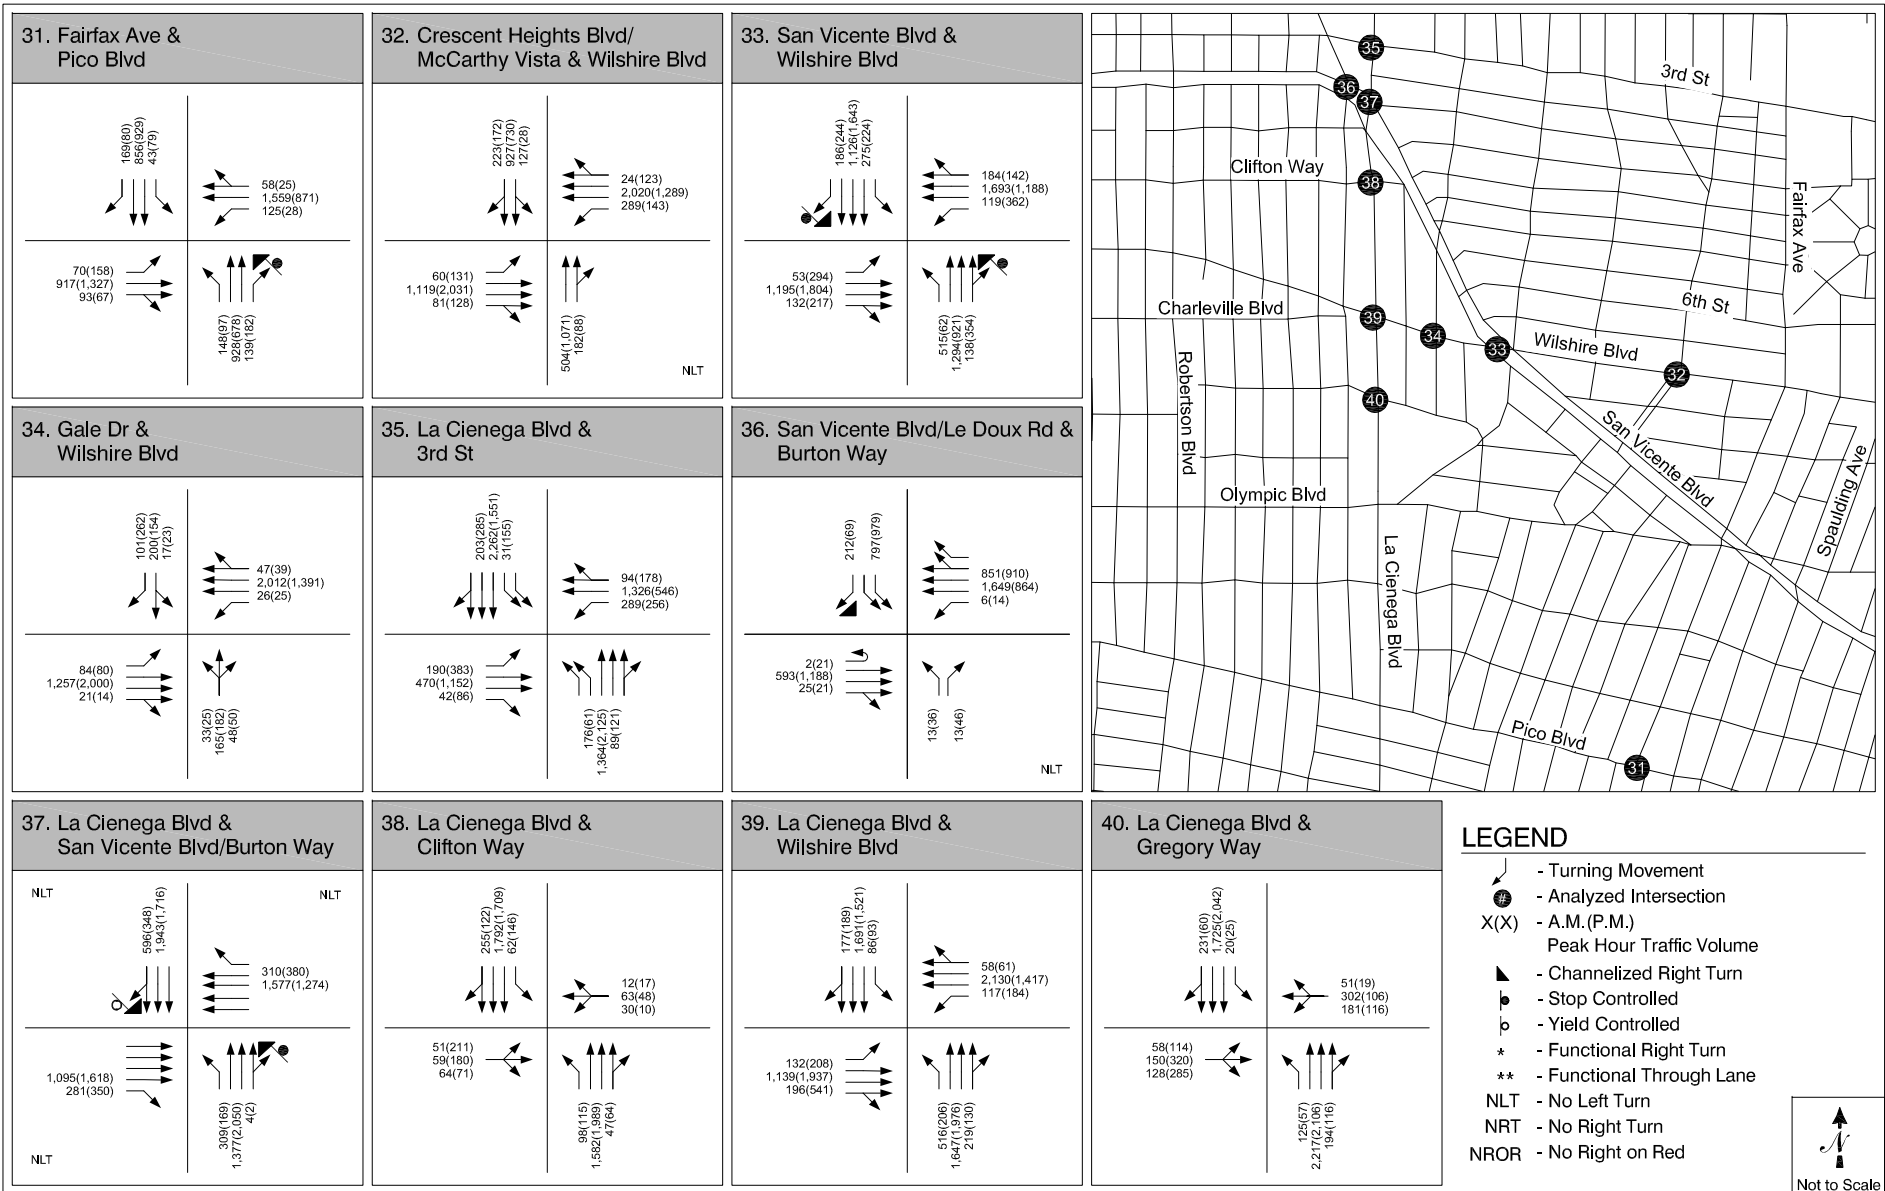 31. Fairfax Ave &
Pico Blvd
169(80)
856(929)
43(79)
58(25)
1,559(871)
125(28)
70(158)
917(1,327)
93(67)
148(97)
928(678)
139(182)
32. Crescent Heights Blvd/
McCarthy Vista & Wilshire Blvd
223(172)
927(730)
127(28)
24(123)
2,020(1,289)
289(143)
60(131)
1,119(2,031)
81(128)
504(1,071)
182(88)
NLT
33. San Vicente Blvd &
Wilshire Blvd
186(244)
1,126(1,643)
275(224)
184(142)
1,693(1,188)
119(362)
53(294)
1,195(1,804)
132(217)
515(62)
1,294(921)
138(354)
34. Gale Dr &
Wilshire Blvd
101(262)
200(154)
17(23)
47(39)
2,012(1,391)
26(25)
84(80)
1,257(2,000)
21(14)
33(25)
165(182)
48(50)
35. La Cienega Blvd &
3rd St
203(285)
2,262(1,551)
31(155)
94(178)
1,326(546)
289(256)
190(383)
470(1,152)
42(86)
176(61)
1,364(2,125)
89(121)
36. San Vicente Blvd/Le Doux Rd &
Burton Way
212(69)
797(979)
851(910)
1,649(864)
6(14)
2(21)
593(1,188)
25(21)
13(36)
13(46)
NLT
37. La Cienega Blvd &
San Vicente Blvd/Burton Way
NLT
NLT
596(348)
1,943(1,716)
310(380)
1,577(1,274)
1,095(1,618)
281(350)
309(169)
1,377(2,050)
4(2)
NLT
38. La Cienega Blvd &
Clifton Way
255(122)
1,792(1,709)
62(146)
12(17)
63(48)
30(10)
51(211)
59(180)
64(71)
98(115)
1,582(1,989)
47(64)
39. La Cienega Blvd &
Wilshire Blvd
177(189)
1,691(1,521)
86(93)
58(61)
2,130(1,417)
117(184)
132(208)
1,139(1,937)
196(541)
516(206)
1,647(1,976)
219(130)
40. La Cienega Blvd &
Gregory Way
231(60)
1,725(2,042)
20(25)
51(19)
302(106)
181(116)
58(114)
150(320)
128(285)
125(57)
2,217(2,106)
194(116)
35
3rd St
36
37
Clifton Way
38
Fairfax Ave
6th St
Charleville Blvd
39
34
33
Wilshire Blvd
32
Robertson Blvd
40
San Vicente Blvd
Olympic Blvd
Spaulding Ave
La Cienega Blvd
Pico Blvd
31
LEGEND
- Turning Movement
# - Analyzed Intersection
X(X) - A.M.(P.M.)
Peak Hour Traffic Volume
- Channelized Right Turn
- Stop Controlled
- Yield Controlled
* - Functional Right Turn
** - Functional Through Lane
NLT - No Left Turn
NRT - No Right Turn
NROR - No Right on Red
N
Not to Scale